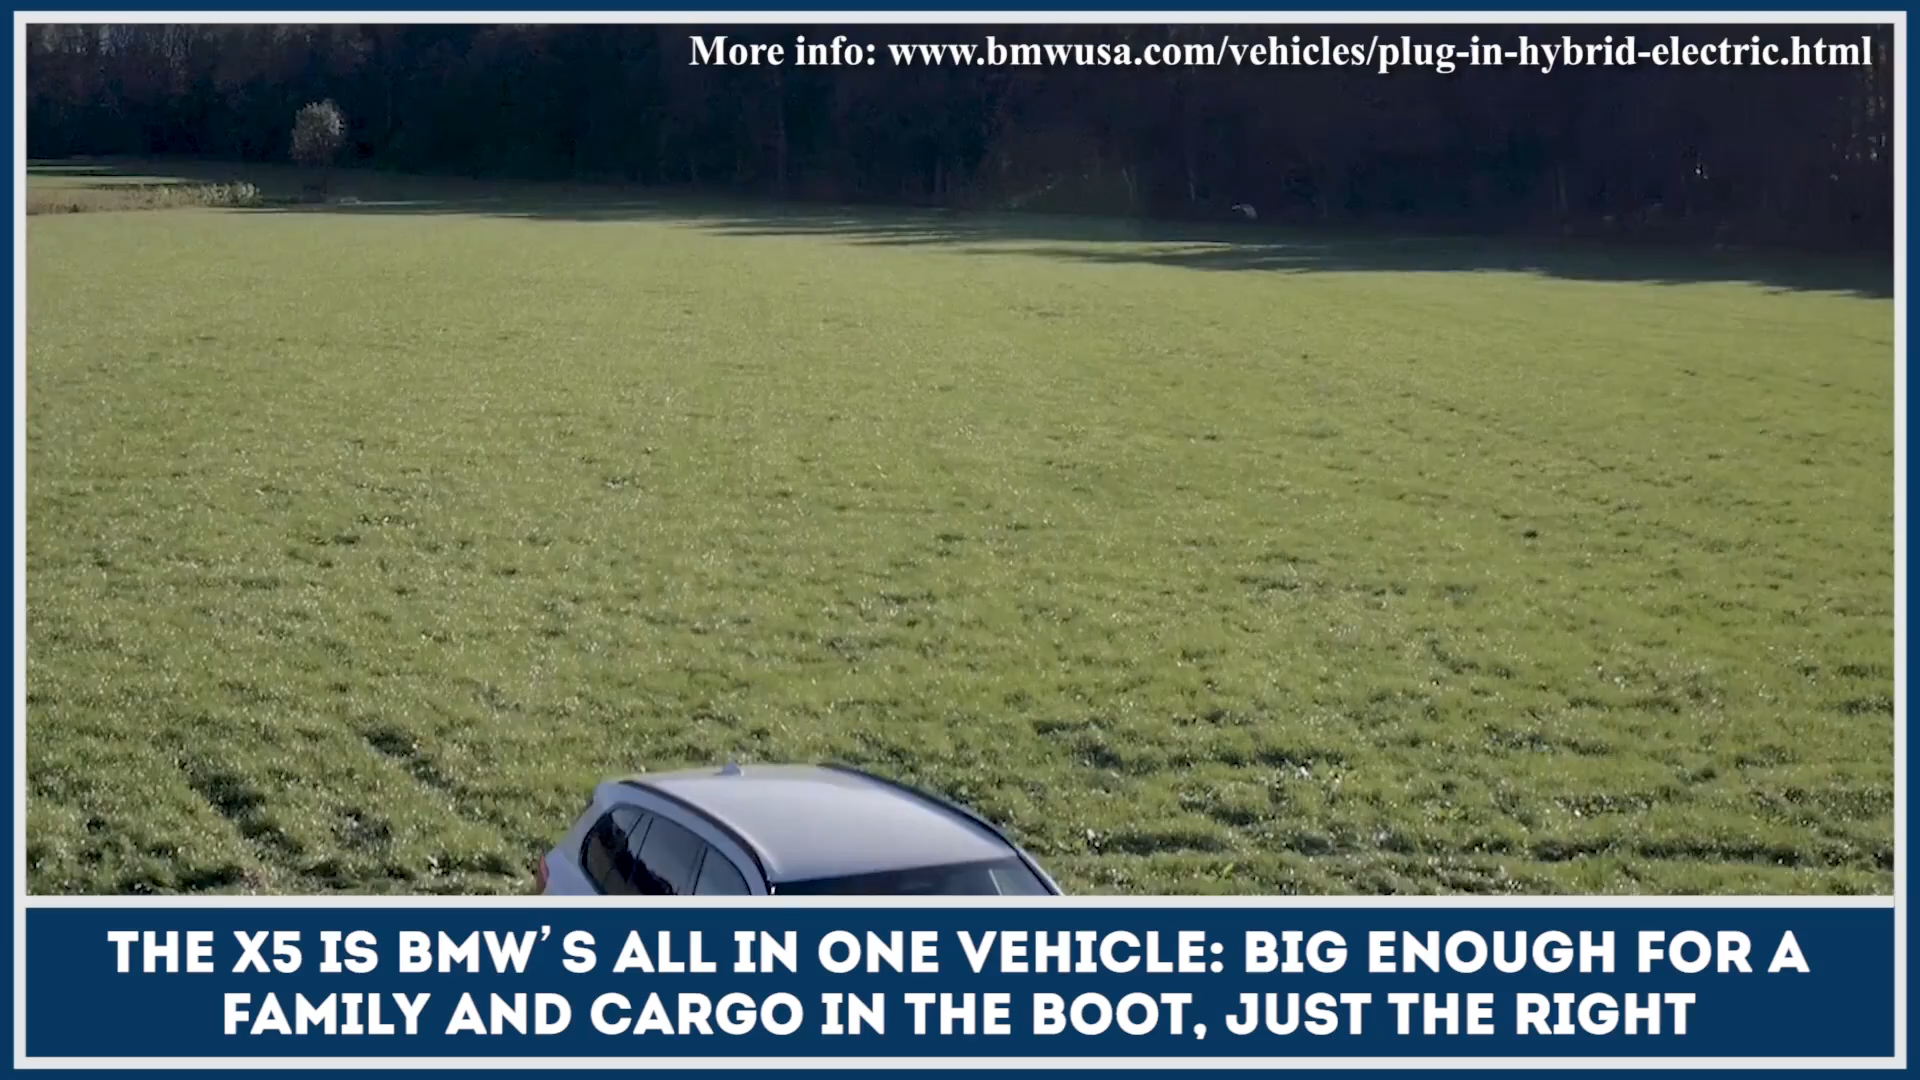 More info: www.bmwusa.com/vehicles/plug-in-hybrid-electric.html
THE X5 IS BMW’S ALL IN ONE VEHICLE: BIG ENOUGH FOR A
FAMILY AND CARGO IN THE BOOT, JUST THE RIGHT